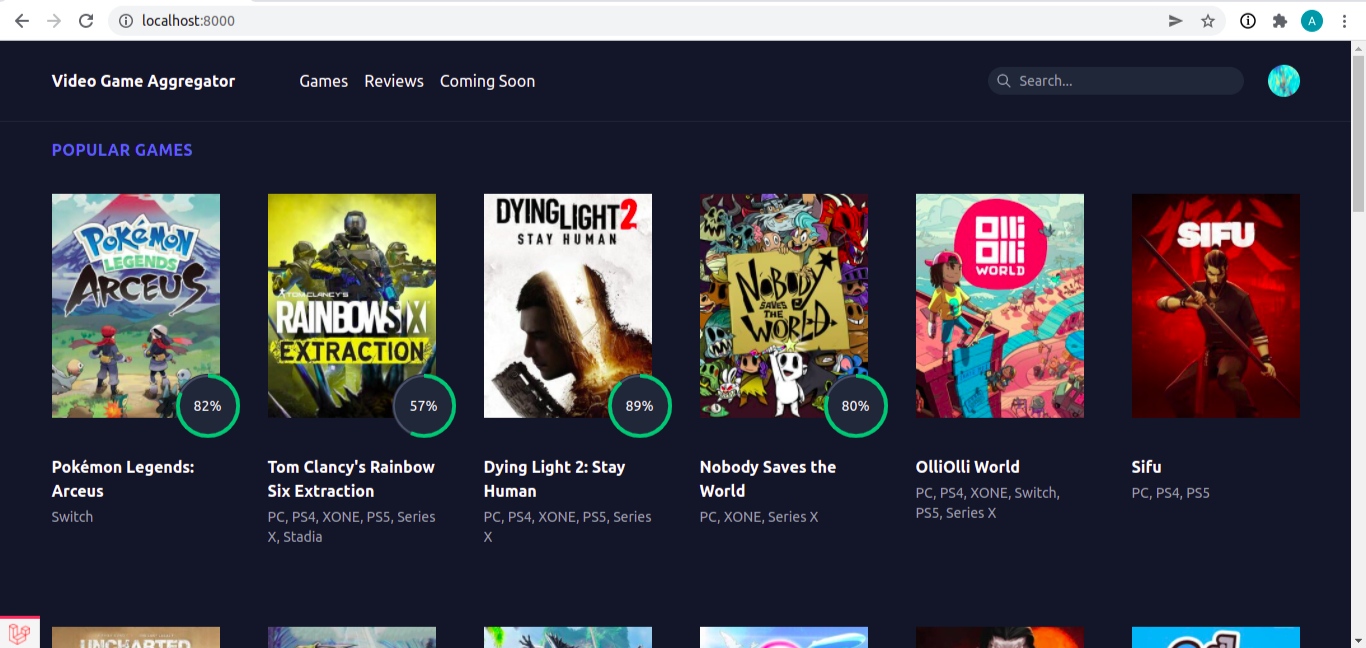 localhost:8000
A
Video Game Aggregator
Games
Reviews
Coming Soon
Search...
POPULAR GAMES
POKÉMON
LEGENDS
ARCEUS
TOM CLANCY'S
RAINBOW SIX
EXTRACTION
DYING LIGHT 2
STAY HUMAN
NOBODY
SAVES
THE
WORLD
Olli
Olli
WORLD
SIFU
82%
57%
89%
80%
Pokémon Legends:
Arceus
Switch
Tom Clancy's Rainbow
Six Extraction
PC, PS4, XONE, PS5, Series
X, Stadia
Dying Light 2: Stay
Human
PC, PS4, XONE, PS5, Series
X
Nobody Saves the
World
PC, XONE, Series X
OlliOlli World
PC, PS4, XONE, Switch,
PS5, Series X
Sifu
PC, PS4, PS5
UNCHARTED